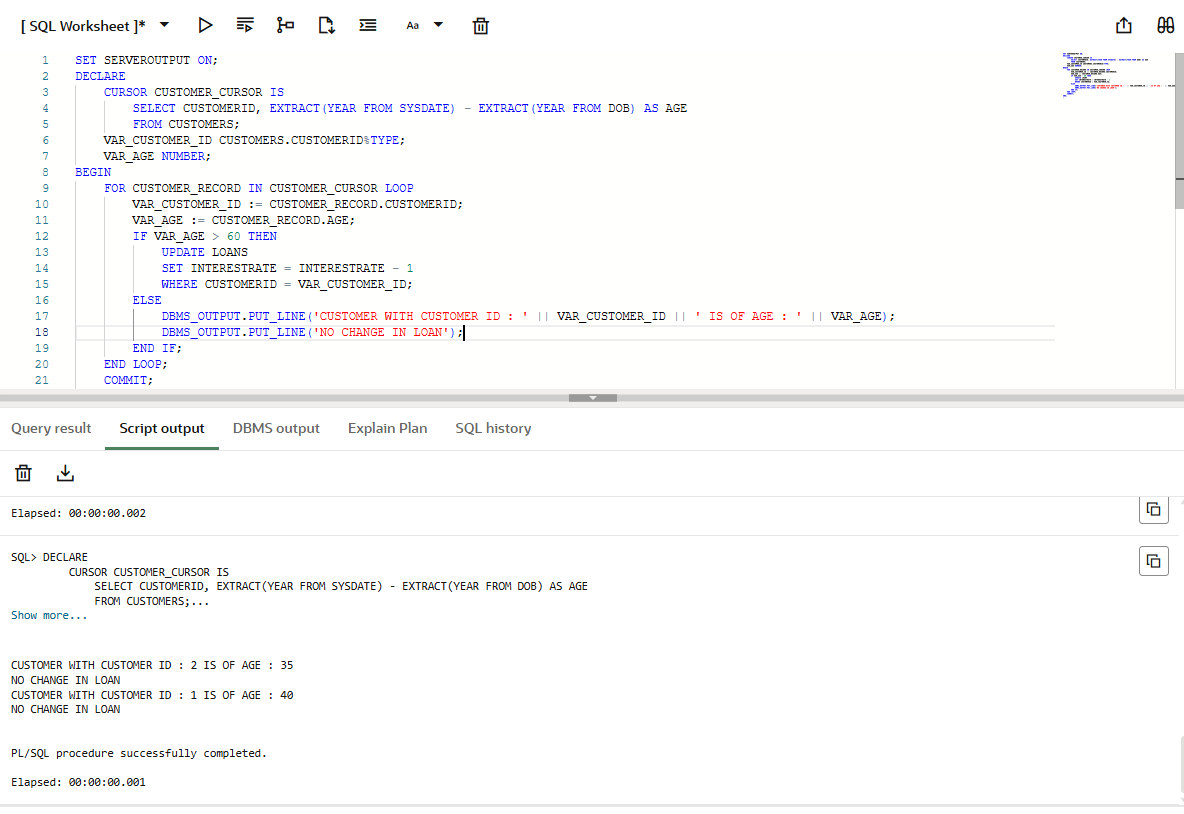 [ SQL Worksheet ]*
Aa
1 SET SERVEROUTPUT ON;
2 DECLARE
3 CURSOR CUSTOMER_CURSOR IS
4 SELECT CUSTOMERID, EXTRACT(YEAR FROM SYSDATE) - EXTRACT(YEAR FROM DOB) AS AGE
5 FROM CUSTOMERS;
6 VAR_CUSTOMER_ID CUSTOMERS.CUSTOMERID%TYPE;
7 VAR_AGE NUMBER;
8 BEGIN
9 FOR CUSTOMER_RECORD IN CUSTOMER_CURSOR LOOP
10 VAR_CUSTOMER_ID := CUSTOMER_RECORD.CUSTOMERID;
11 VAR_AGE := CUSTOMER_RECORD.AGE;
12 IF VAR_AGE > 60 THEN
13 UPDATE LOANS
14 SET INTERESTRATE = INTERESTRATE - 1
15 WHERE CUSTOMERID = VAR_CUSTOMER_ID;
16 ELSE
17 DBMS_OUTPUT.PUT_LINE('CUSTOMER WITH CUSTOMER ID : ' || VAR_CUSTOMER_ID || ' IS OF AGE : ' || VAR_AGE);
18 DBMS_OUTPUT.PUT_LINE('NO CHANGE IN LOAN');
19 END IF;
20 END LOOP;
21 COMMIT;
Query result Script output DBMS output Explain Plan SQL history
Elapsed: 00:00:00.002
SQL> DECLARE
CURSOR CUSTOMER_CURSOR IS
SELECT CUSTOMERID, EXTRACT(YEAR FROM SYSDATE) - EXTRACT(YEAR FROM DOB) AS AGE
FROM CUSTOMERS;...
Show more...
CUSTOMER WITH CUSTOMER ID : 2 IS OF AGE : 35
NO CHANGE IN LOAN
CUSTOMER WITH CUSTOMER ID : 1 IS OF AGE : 40
NO CHANGE IN LOAN
PL/SQL procedure successfully completed.
Elapsed: 00:00:00.001